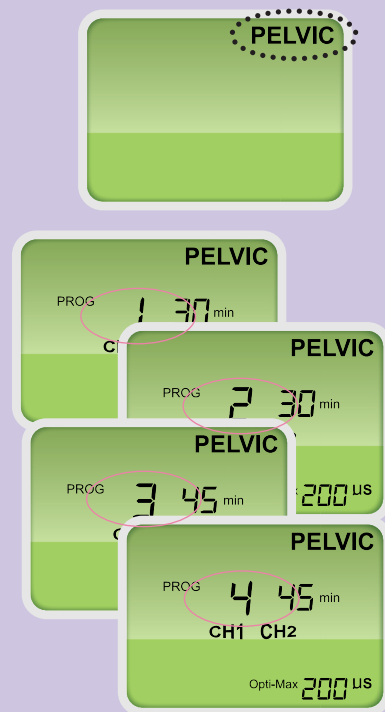 PELVIC
PELVIC
PROG 1 30 min
PELVIC
PROG 2 30 min
200 µs
PELVIC
PROG 3 45 min
PELVIC
PROG 4 45 min
CH1 CH2
Opti-Max 200 µs